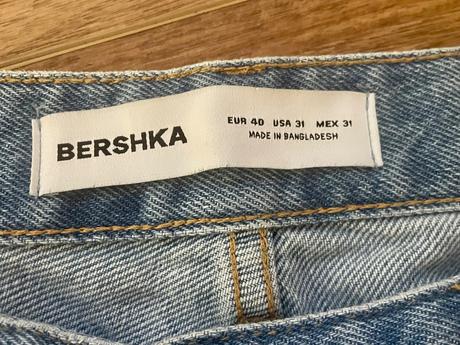 BERSHKA
EUR 40 USA 31 MEX 31
MADE IN BANGLADESH